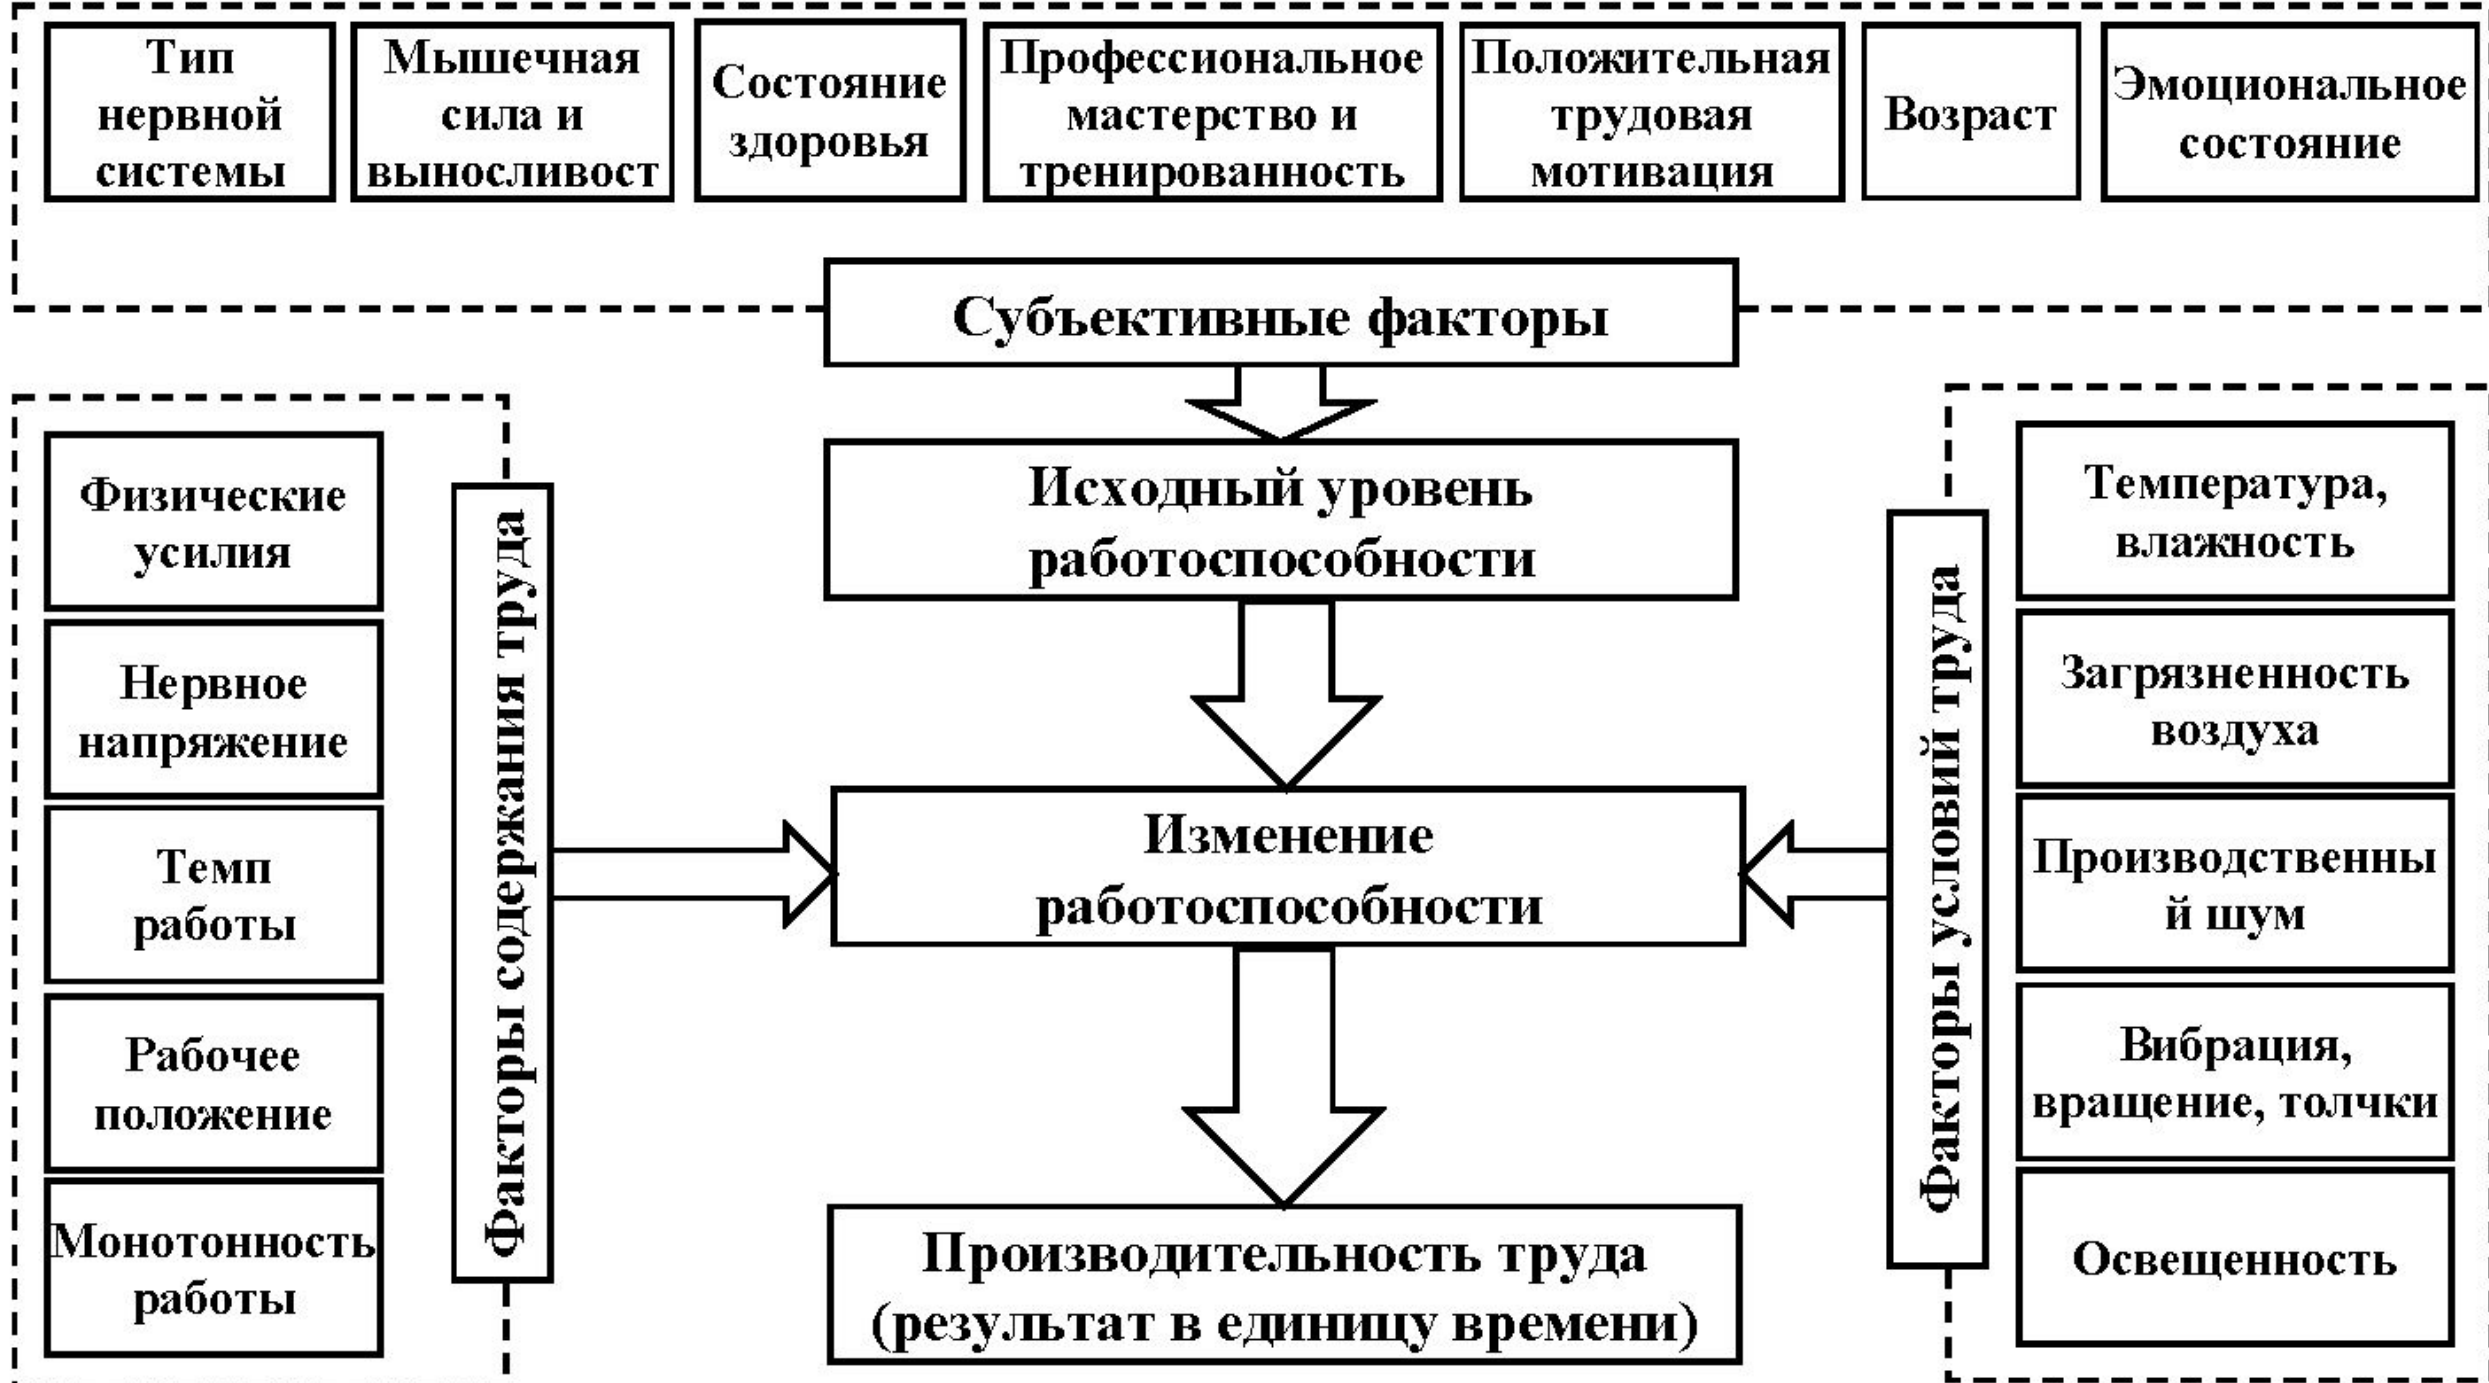 Тип
нервной
системы
Мышечная
сила и
выносливост
Состояние
здоровья
Профессиональное
мастерство и
тренированность
Положительная
трудовая
мотивация
Возраст
Эмоциональное
состояние
Субъективные факторы
Исходный уровень
работоспособности
Физические
усилия
Нервное
напряжение
Темп
работы
Рабочее
положение
Монотонность
работы
Факторы содержания труда
Изменение
работоспособности
Производительность труда
(результат в единицу времени)
Факторы условий труда
Температура,
влажность
Загрязненность
воздуха
Производственны
й шум
Вибрация,
вращение, толчки
Освещенность